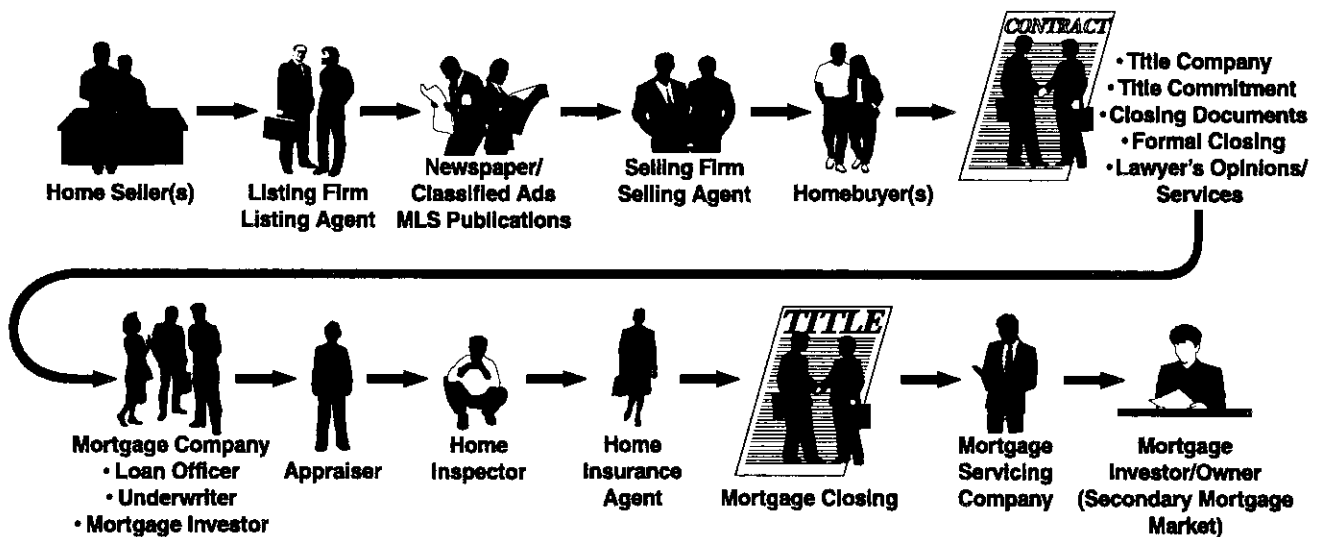 CONTRACT
• Title Company
• Title Commitment
• Closing Documents
• Formal Closing
• Lawyer's Opinions/
Services
Home Seller(s)
Listing Firm
Listing Agent
Newspaper/
Classified Ads
MLS Publications
Selling Firm
Selling Agent
Homebuyer(s)
TITLE
Mortgage Company
• Loan Officer
• Underwriter
• Mortgage Investor
Appraiser
Home
Inspector
Home
Insurance
Agent
Mortgage Closing
Mortgage
Servicing
Company
Mortgage
Investor/Owner
(Secondary Mortgage
Market)